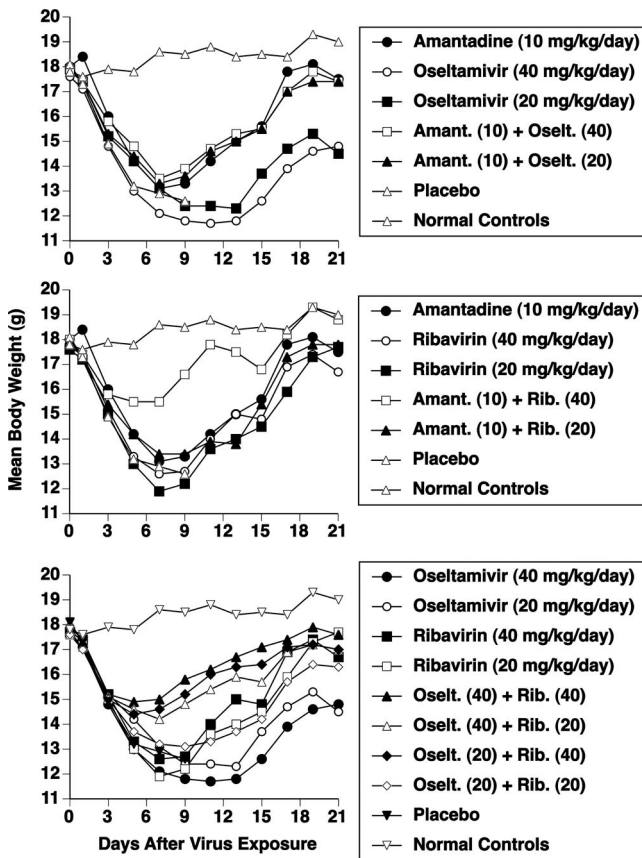 20
19
18
17
16
15
14
13
12
11
0 3 6 9 12 15 18 21
Amantadine (10 mg/kg/day)
Oseltamivir (40 mg/kg/day)
Oseltamivir (20 mg/kg/day)
Amant. (10) + Oselt. (40)
Amant. (10) + Oselt. (20)
Placebo
Normal Controls
Mean Body Weight (g)
20
19
18
17
16
15
14
13
12
11
0 3 6 9 12 15 18 21
Amantadine (10 mg/kg/day)
Ribavirin (40 mg/kg/day)
Ribavirin (20 mg/kg/day)
Amant. (10) + Rib. (40)
Amant. (10) + Rib. (20)
Placebo
Normal Controls
20
19
18
17
16
15
14
13
12
11
0 3 6 9 12 15 18 21
Days After Virus Exposure
Oseltamivir (40 mg/kg/day)
Oseltamivir (20 mg/kg/day)
Ribavirin (40 mg/kg/day)
Ribavirin (20 mg/kg/day)
Oselt. (40) + Rib. (40)
Oselt. (40) + Rib. (20)
Oselt. (20) + Rib. (40)
Oselt. (20) + Rib. (20)
Placebo
Normal Controls